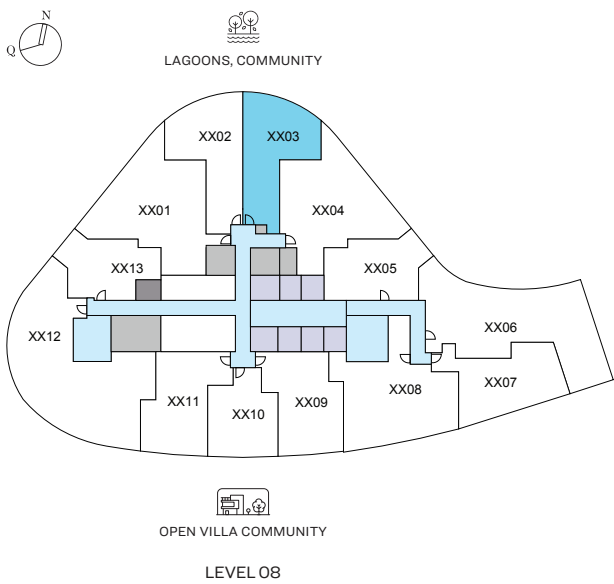 N
Q
LAGOONS, COMMUNITY
XX02
XX03
XX01
XX04
XX13
XX05
XX12
XX06
XX11
XX10
XX09
XX08
XX07
OPEN VILLA COMMUNITY
LEVEL 08